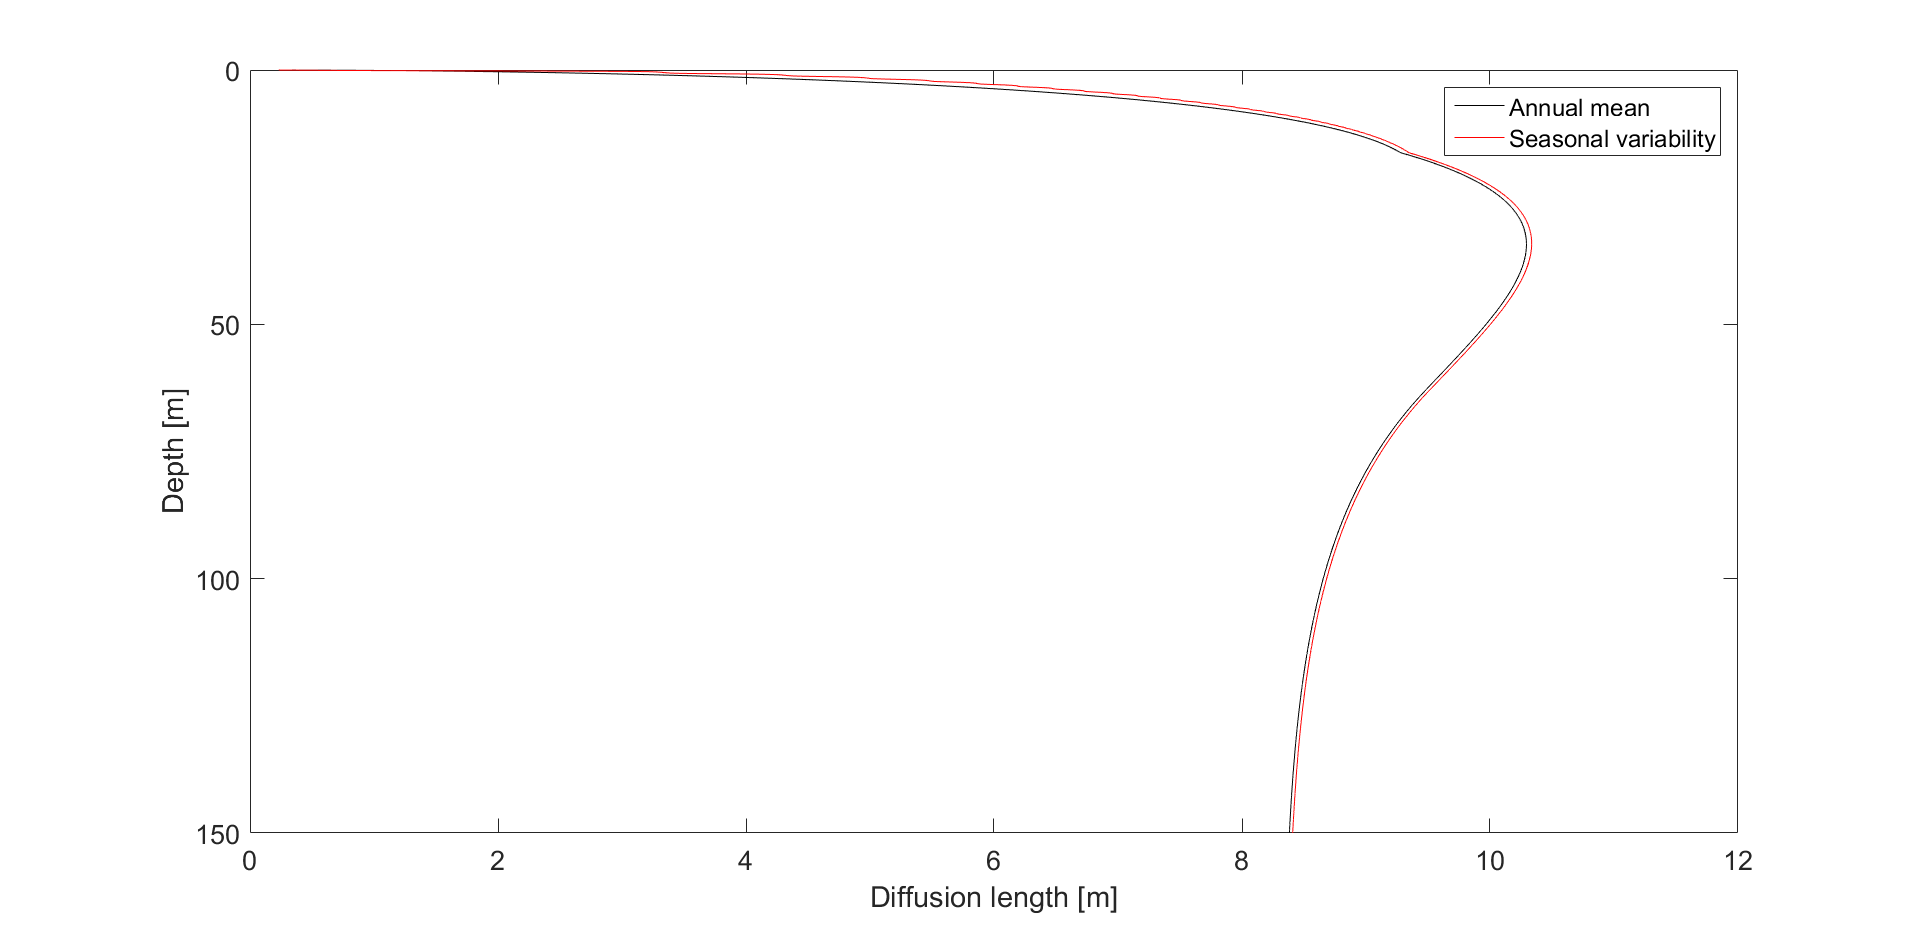 Annual mean
Seasonal variability
0
50
100
150
Depth [m]
0 2 4 6 8 10 12
Diffusion length [m]